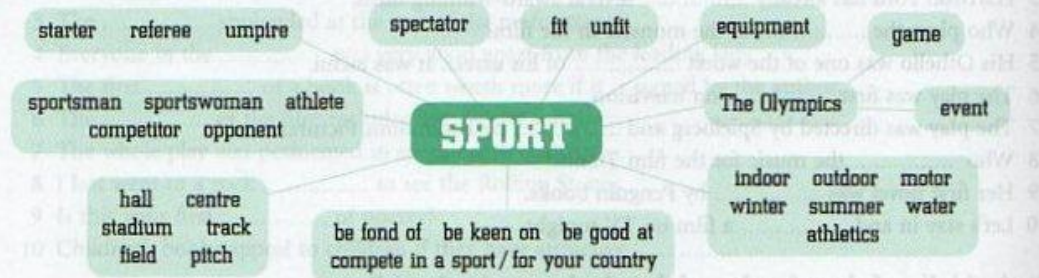 starter referee umpire
spectator
fit unfit
equipment
game
sportsman sportswoman athlete
competitor opponent
SPORT
The Olympics
event
hall centre
stadium track
field pitch
be fond of be keen on be good at
compete in a sport/for your country
indoor outdoor motor
winter summer water
athletics